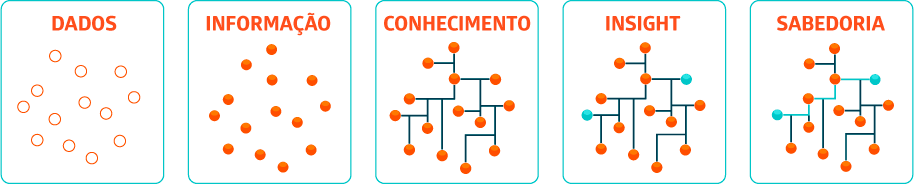 DADOS
INFORMAÇÃO
CONHECIMENTO
INSIGHT
SABEDORIA